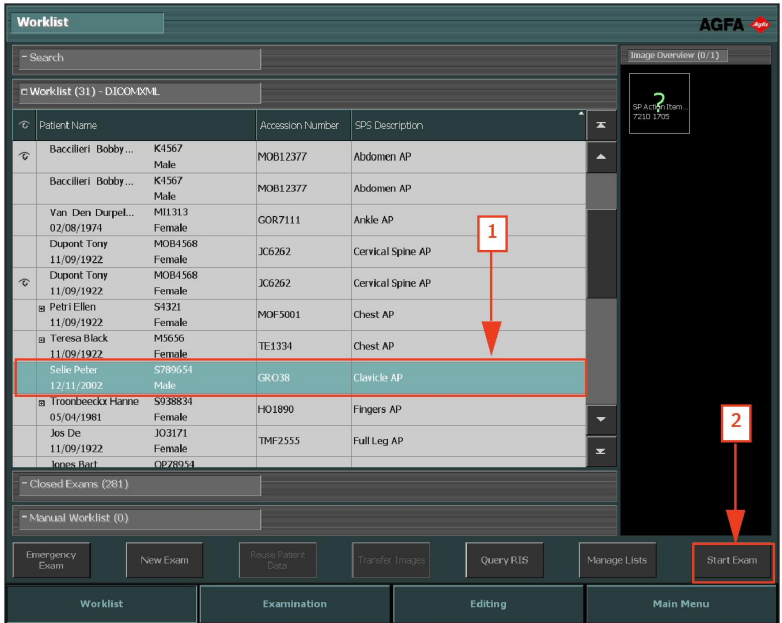 Worklist
AGFA
- Search
Image Overview (0/1)
Worklist (31) - DICOMXML
SP Action Item...
7210 1705
Patient Name Accession Number SPS Description
Baccilieri Bobby... K4567 MOB12377 Abdomen AP
Male
Baccilieri Bobby... K4567 MOB12377 Abdomen AP
Male
Van Den Durpel... MI1313 GOR7111 Ankle AP
02/08/1974 Female
1
Dupont Tony MOB4568 JC6262 Cervical Spine AP
11/09/1922 Female
Dupont Tony MOB4568 JC6262 Cervical Spine AP
11/09/1922 Female
Petri Ellen S4321 MOF5001 Chest AP
11/09/1922 Female
Teresa Black M5656 TE1334 Chest AP
11/09/1922 Female
Selie Peter S789654 GRO38 Clavicle AP
12/11/2002 Male
Troonbeeckx Hanne S938834 HO1890 Fingers AP
05/04/1981 Female
2
Jos De JO3171 TMF2555 Full Leg AP
11/09/1922 Female
Jones Bart OP78954
- Closed Exams (281)
- Manual Worklist (0)
Emergency Exam
New Exam
Reuse Patient Data
Transfer Images
Query RIS
Manage Lists
Start Exam
Worklist Examination Editing Main Menu